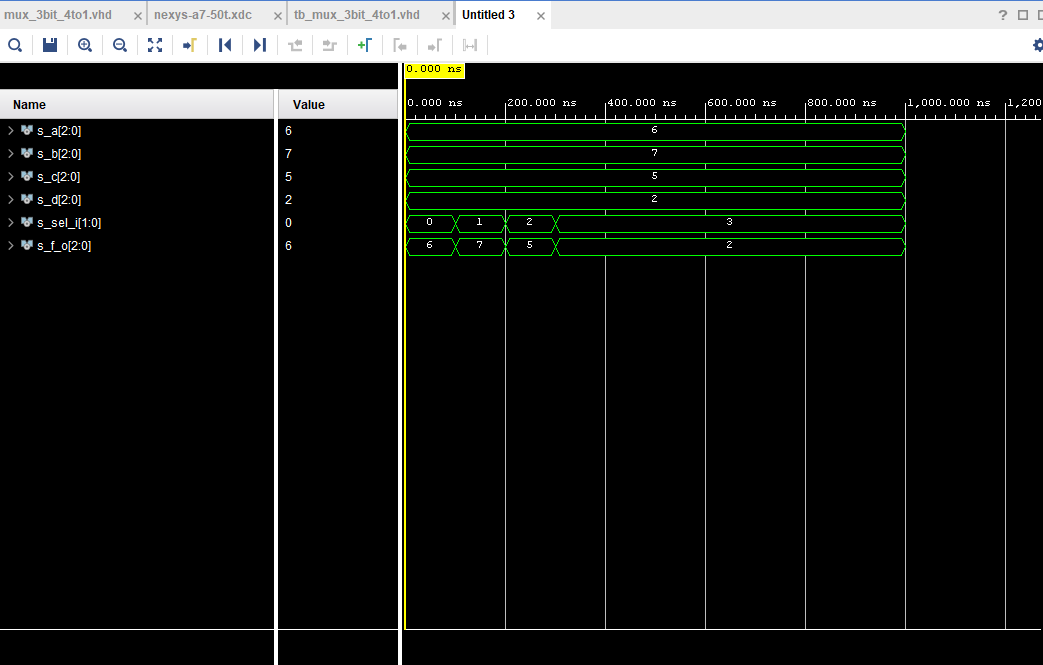 mux_3bit_4to1.vhd nexys-a7-50t.xdc tb_mux_3bit_4to1.vhd Untitled 3
?
0.000 ns
Name Value 0.000 ns 200.000 ns 400.000 ns 600.000 ns 800.000 ns 1,000.000 ns 1,200
s_a[2:0] 6 6
s_b[2:0] 7 7
s_c[2:0] 5 5
s_d[2:0] 2 2
s_sel_i[1:0] 0 0 1 2 3
s_f_o[2:0] 6 6 7 5 2